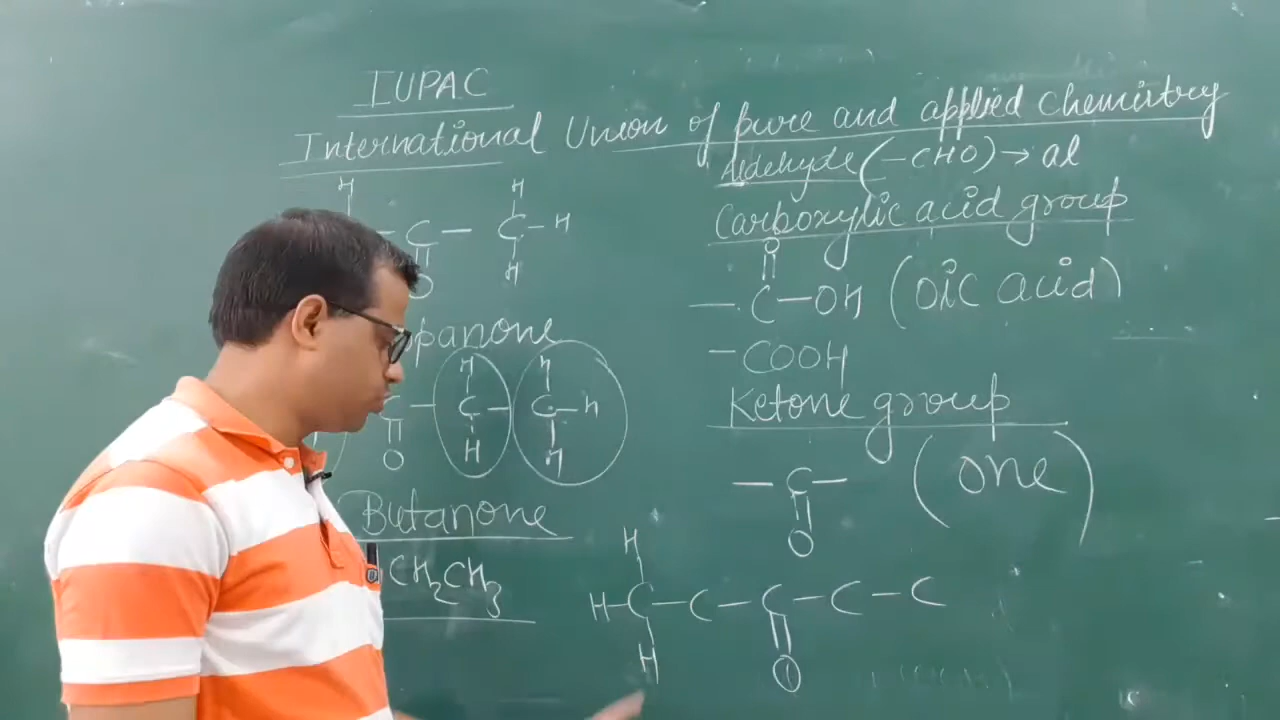 IUPAC
International Union of pure and applied chemistry
Aldehyde (-CHO) → al
Carboxylic acid group
O
-C-OH (oic acid)
-COOH
Ketone group
-C- (one)
O
H H
C - C-H
O H
panone
H H
C - C - C-H
O H H
Butanone
CH2CH3
H
H-C-C-C-C-C
H O